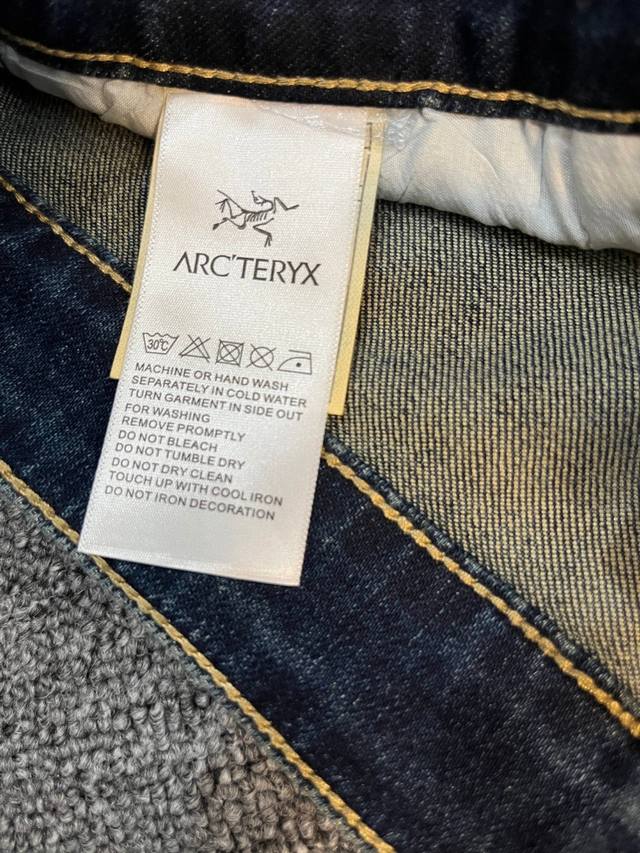 ARC'TERYX
30℃
MACHINE OR HAND WASH
SEPARATELY IN COLD WATER
TURN GARMENT IN SIDE OUT
FOR WASHING
REMOVE PROMPTLY
DO NOT BLEACH
DO NOT TUMBLE DRY
DO NOT DRY CLEAN
TOUCH UP WITH COOL IRON
DO NOT IRON DECORATION